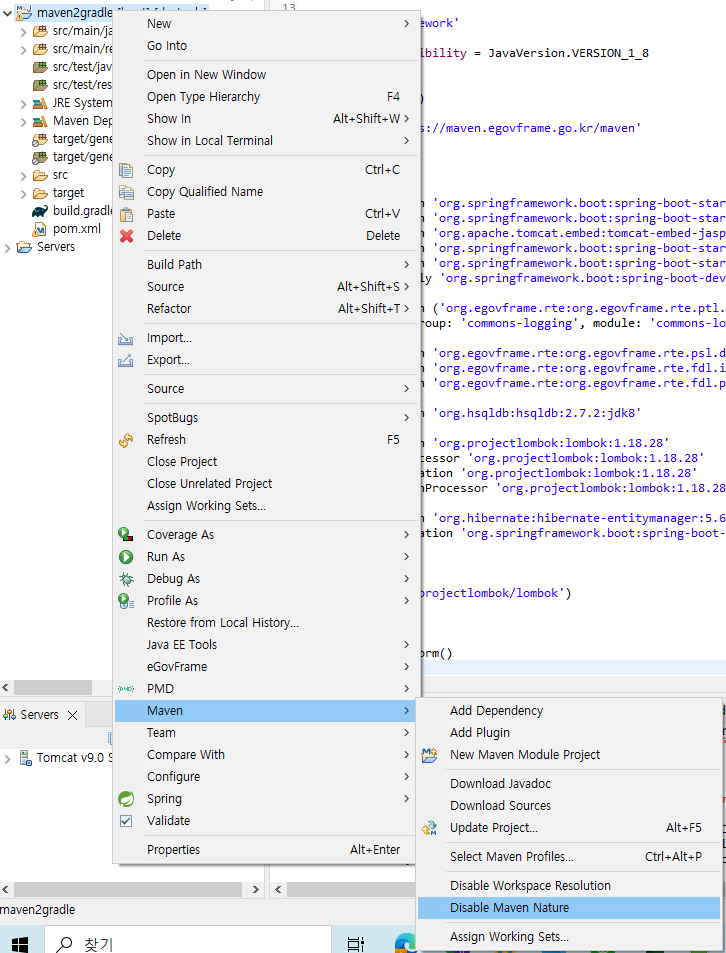 maven2gradle
src/main/ja
src/main/re
src/test/jav
src/test/res
JRE System
Maven Dep
target/gene
target/gene
src
target
build.gradle
pom.xml
Servers
New
Go Into
Open in New Window
Open Type Hierarchy F4
Show In Alt+Shift+W
Show in Local Terminal
Copy Ctrl+C
Copy Qualified Name
Paste Ctrl+V
Delete Delete
Build Path
Source Alt+Shift+S
Refactor Alt+Shift+T
Import...
Export...
Source
SpotBugs
Refresh F5
Close Project
Close Unrelated Project
Assign Working Sets...
Coverage As
Run As
Debug As
Profile As
Restore from Local History...
Java EE Tools
eGovFrame
PMD
Maven
Team
Compare With
Configure
Spring
Validate
Properties Alt+Enter
13
ework'
ibility = JavaVersion.VERSION_1_8
)
s://maven.egovframe.go.kr/maven'
n 'org.springframework.boot:spring-boot-star
n 'org.springframework.boot:spring-boot-star
n 'org.apache.tomcat.embed:tomcat-embed-jasp
n 'org.springframework.boot:spring-boot-star
n 'org.springframework.boot:spring-boot-star
ly 'org.springframework.boot:spring-boot-dev
n ('org.egovframe.rte:org.egovframe.rte.ptl.
roup: 'commons-logging', module: 'commons-lo
n 'org.egovframe.rte:org.egovframe.rte.psl.d
n 'org.egovframe.rte:org.egovframe.rte.fdl.i
n 'org.egovframe.rte:org.egovframe.rte.fdl.p
n 'org.hsqldb:hsqldb:2.7.2:jdk8'
n 'org.projectlombok:lombok:1.18.28'
cessor 'org.projectlombok:lombok:1.18.28'
ation 'org.projectlombok:lombok:1.18.28'
nProcessor 'org.projectlombok:lombok:1.18.28
n 'org.hibernate:hibernate-entitymanager:5.6
ation 'org.springframework.boot:spring-boot-
projectlombok/lombok')
orm()
Servers
Tomcat v9.0 S
Add Dependency
Add Plugin
New Maven Module Project
Download Javadoc
Download Sources
Update Project... Alt+F5
Select Maven Profiles... Ctrl+Alt+P
Disable Workspace Resolution
Disable Maven Nature
Assign Working Sets...
maven2gradle
찾기